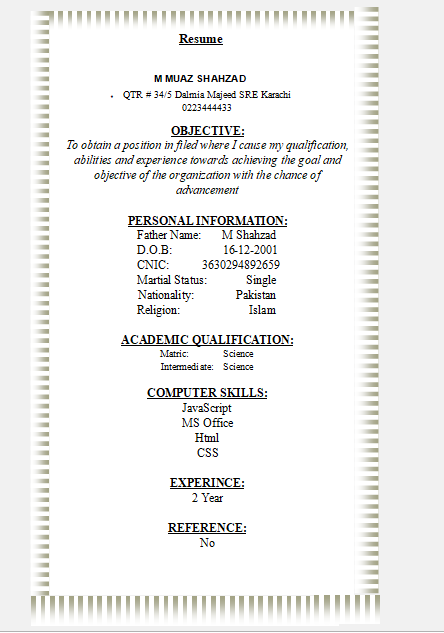 Resume
M MUAZ SHAHZAD
• QTR # 34/5 Dalmia Majeed SRE Karachi
0223444433
OBJECTIVE:
To obtain a position in filed where I cause my qualification,
abilities and experience towards achieving the goal and
objective of the organization with the chance of
advancement
PERSONAL INFORMATION:
Father Name: M Shahzad
D.O.B: 16-12-2001
CNIC: 3630294892659
Martial Status: Single
Nationality: Pakistan
Religion: Islam
ACADEMIC QUALIFICATION:
Matric: Science
Intermediate: Science
COMPUTER SKILLS:
JavaScript
MS Office
Html
CSS
EXPERINCE:
2 Year
REFERENCE:
No